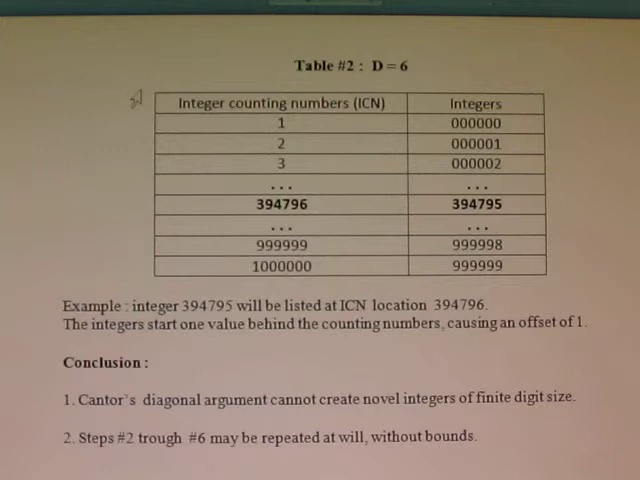 Table #2 : D = 6
Integer counting numbers (ICN) Integers
1 000000
2 000001
3 000002
... ...
394796 394795
... ...
999999 999998
1000000 999999
Example : integer 394795 will be listed at ICN location 394796.
The integers start one value behind the counting numbers, causing an offset of 1.
Conclusion :
1. Cantor's diagonal argument cannot create novel integers of finite digit size.
2. Steps #2 trough #6 may be repeated at will, without bounds.